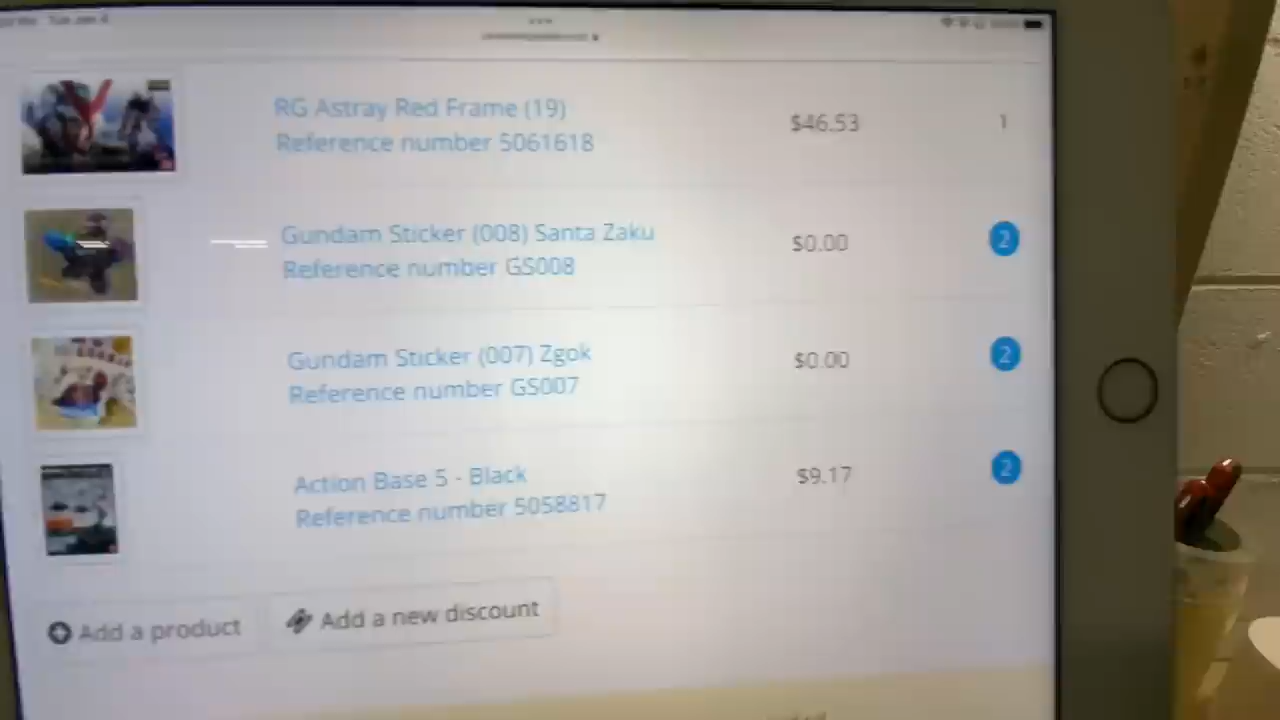 RG Astray Red Frame (19)
Reference number 5061618
$46.53
1
Gundam Sticker (008) Santa Zaku
Reference number GS008
$0.00
2
Gundam Sticker (007) Zgok
Reference number GS007
$0.00
2
Action Base 5 - Black
Reference number 5058817
$9.17
2
Add a product
Add a new discount